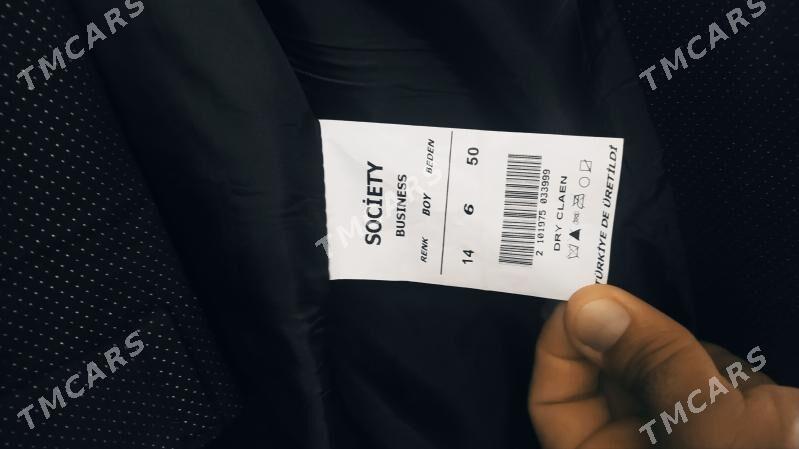 SOCİETY
BUSINESS
RENK BOY BEDEN
14 6 50
2 101975 033999
DRY CLAEN
TÜRKİYE DE ÜRETİLDİ
TMCARS
TMCARS
TMCARS
TMCARS
TMCARS